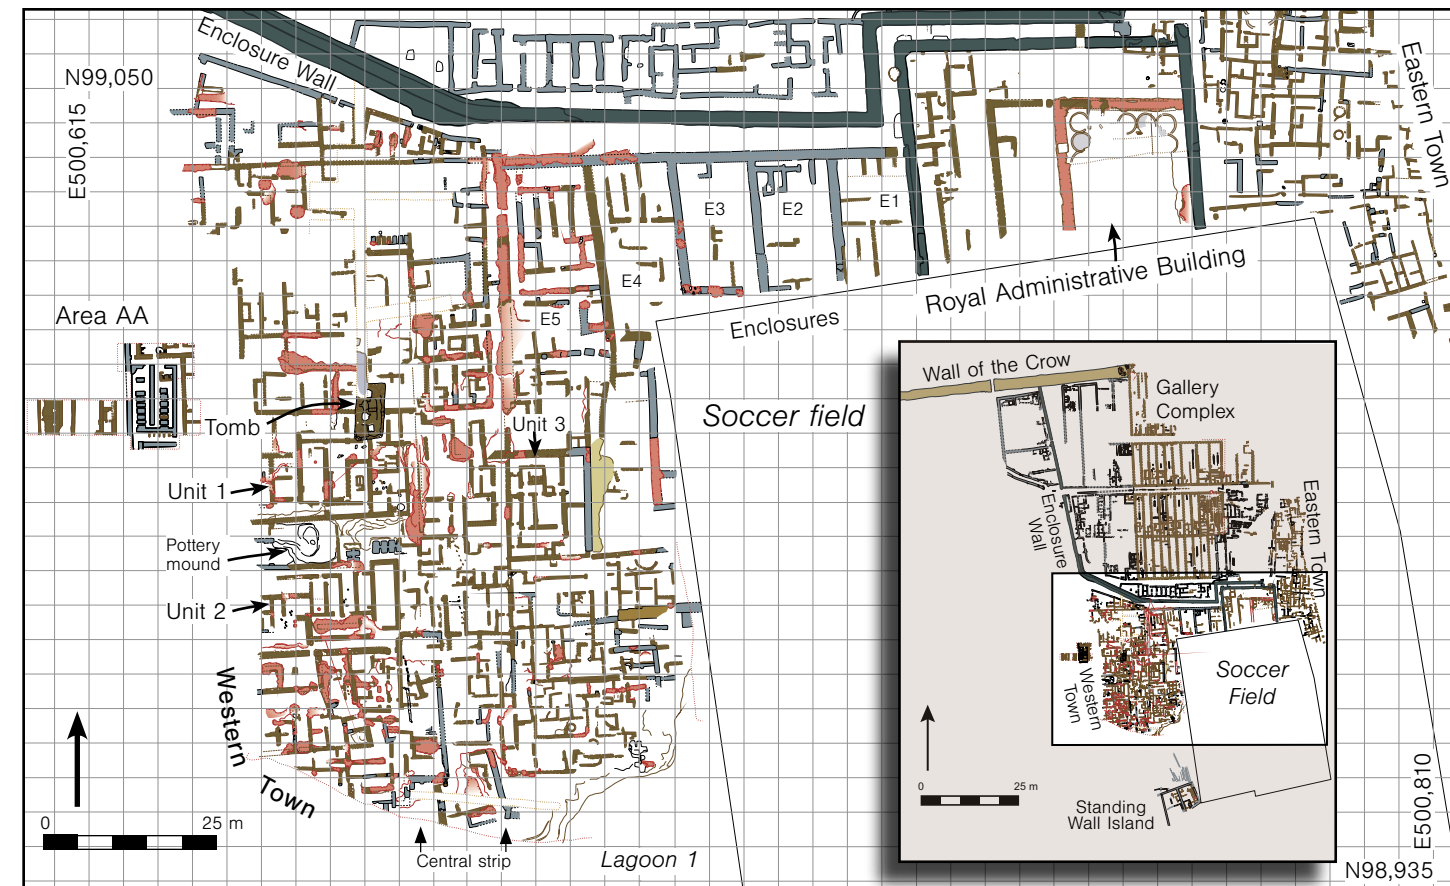 Enclosure Wall
N99,050
E500,615
Eastern Town
E3
E2
E1
E4
E5
Royal Administrative Building
Enclosures
Area AA
Soccer field
Tomb
Unit 3
Unit 1
Pottery
mound
Unit 2
Western
Town
0
25 m
Central strip
Lagoon 1
Wall of the Crow
Gallery
Complex
Enclosure
Wall
Eastern Town
Western
Town
Soccer
Field
0
25 m
Standing
Wall Island
E500,810
N98,935